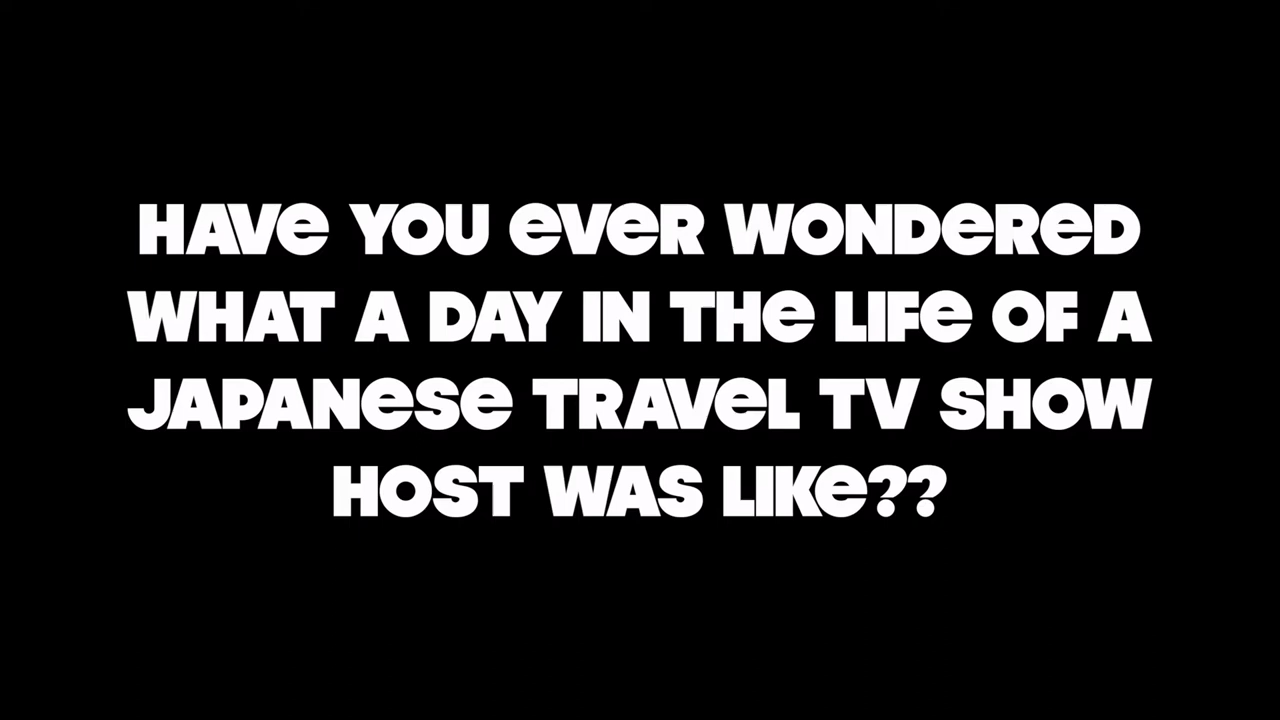 HAVE YOU EVER WONDERED
WHAT A DAY IN THE LIFE OF A
JAPANESE TRAVEL TV SHOW
HOST WAS LIKE??